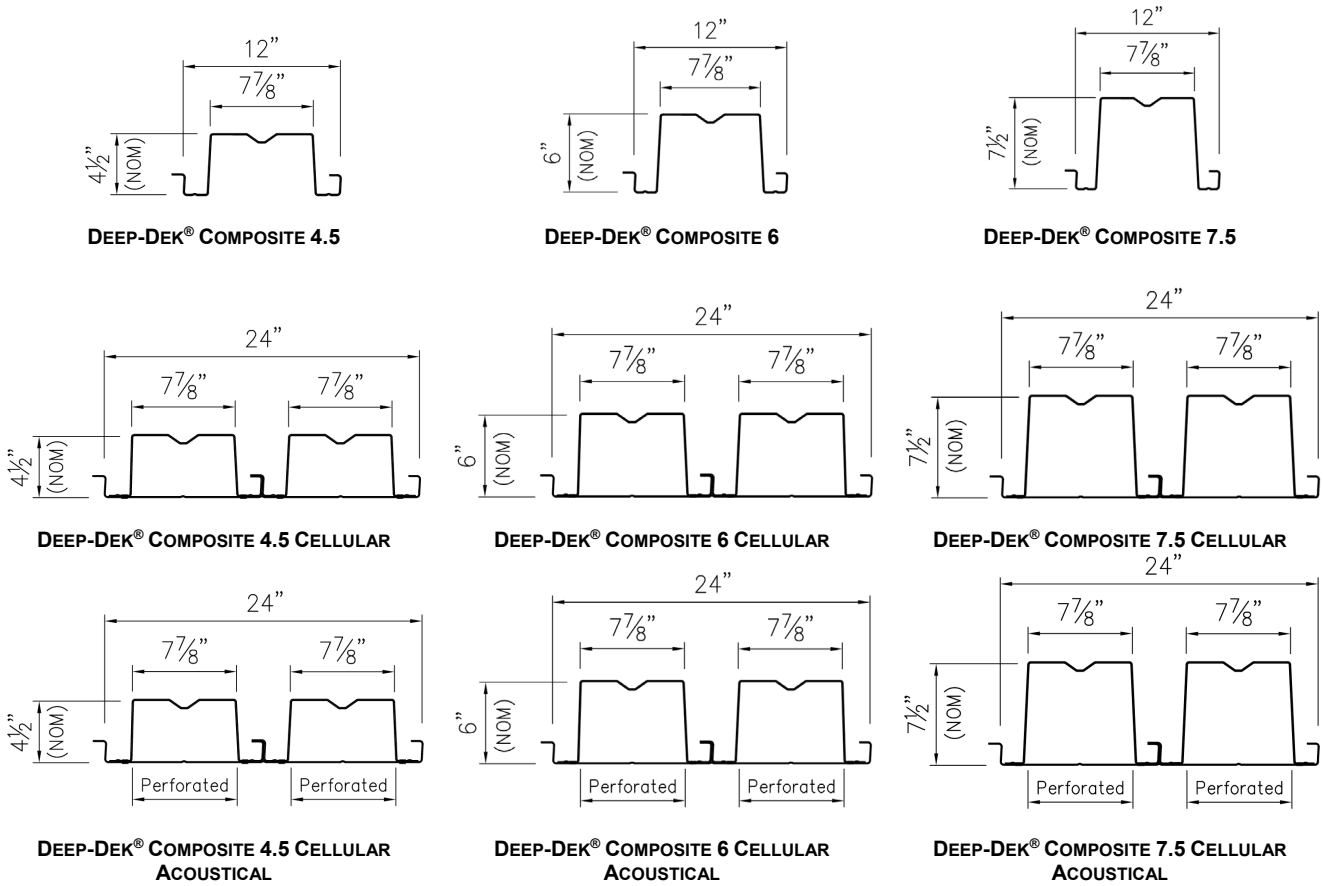 12”
7⅞”
4½”
(NOM)
DEEP-DEK® COMPOSITE 4.5
12”
7⅞”
6”
(NOM)
DEEP-DEK® COMPOSITE 6
12”
7⅞”
7½”
(NOM)
DEEP-DEK® COMPOSITE 7.5
24”
7⅞” 7⅞”
4½”
(NOM)
DEEP-DEK® COMPOSITE 4.5 CELLULAR
24”
7⅞” 7⅞”
6”
(NOM)
DEEP-DEK® COMPOSITE 6 CELLULAR
24”
7⅞” 7⅞”
7½”
(NOM)
DEEP-DEK® COMPOSITE 7.5 CELLULAR
24”
7⅞” 7⅞”
4½”
(NOM)
Perforated Perforated
DEEP-DEK® COMPOSITE 4.5 CELLULAR
ACOUSTICAL
24”
7⅞” 7⅞”
6”
(NOM)
Perforated Perforated
DEEP-DEK® COMPOSITE 6 CELLULAR
ACOUSTICAL
24”
7⅞” 7⅞”
7½”
(NOM)
Perforated Perforated
DEEP-DEK® COMPOSITE 7.5 CELLULAR
ACOUSTICAL